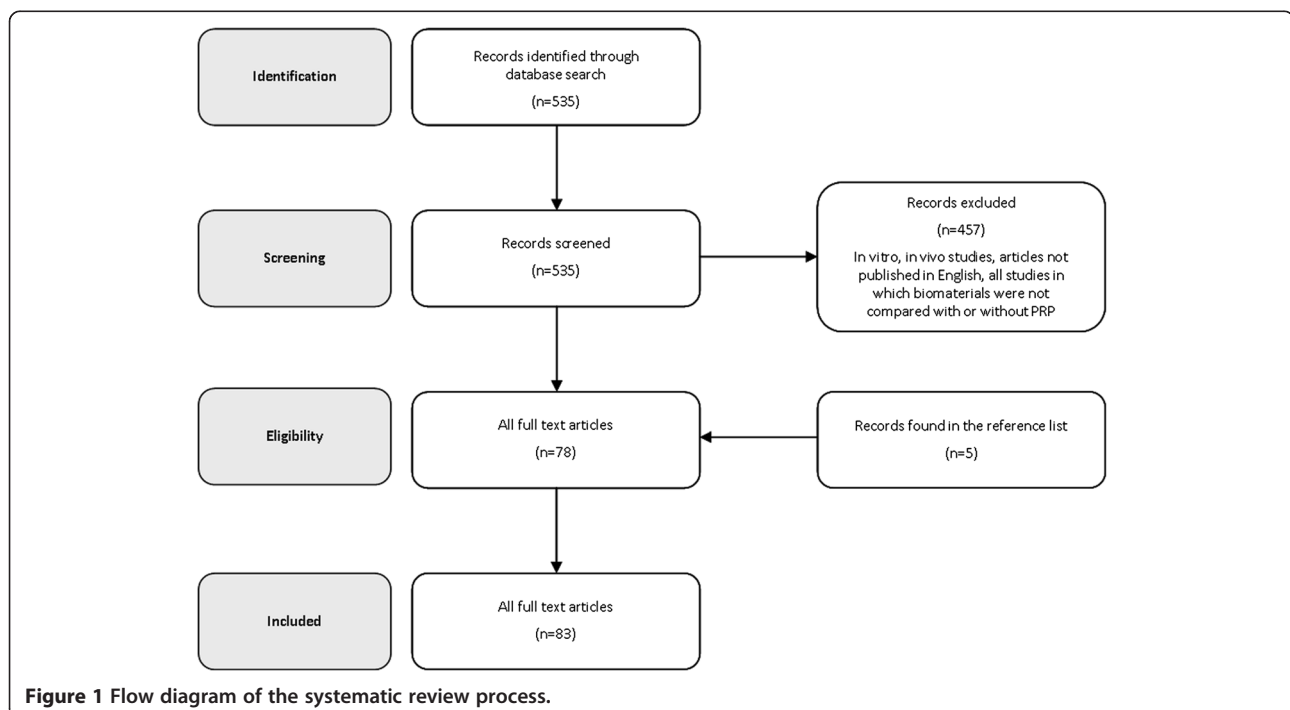 Identification
Records identified through
database search
(n=535)
Screening
Records screened
(n=535)
Records excluded
(n=457)
In vitro, in vivo studies, articles not
published in English, all studies in
which biomaterials were not
compared with or without PRP
Eligibility
All full text articles
(n=78)
Records found in the reference list
(n=5)
Included
All full text articles
(n=83)
Figure 1 Flow diagram of the systematic review process.